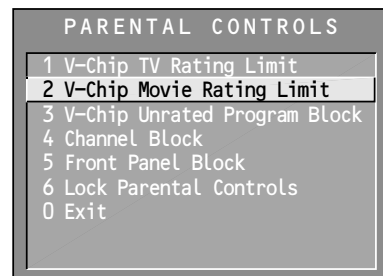 PARENTAL CONTROLS
1 V-Chip TV Rating Limit
2 V-Chip Movie Rating Limit
3 V-Chip Unrated Program Block
4 Channel Block
5 Front Panel Block
6 Lock Parental Controls
0 Exit